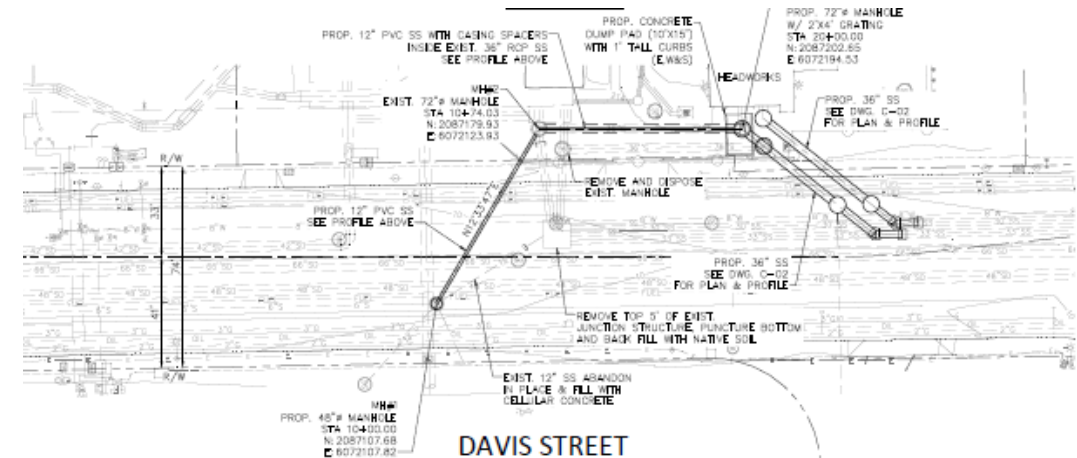 PROP. 12" PVC SS WITH CASING SPACERS
INSIDE EXIST. 36" RCP SS
SEE PROFILE ABOVE
PROP. CONCRETE
DUMP PAD (10'X15')
WITH 1' TALL CURBS
(E,W&S)
PROP. 72"ø MANHOLE
W/ 2'X4' GRATING
STA 20+00.00
N: 2087202.65
E: 6072194.53
HEADWORKS
MH#2
EXIST. 72"ø MANHOLE
STA 10+74.03
N: 2087179.93
E: 6072123.93
PROP. 36" SS
SEE DWG. C-02
FOR PLAN & PROFILE
R/W
REMOVE AND DISPOSE
EXIST. MANHOLE
PROP. 12" PVC SS
SEE PROFILE ABOVE
33'
74'
41'
PROP. 36" SS
SEE DWG. C-02
FOR PLAN & PROFILE
REMOVE TOP 5' OF EXIST.
JUNCTION STRUCTURE, PUNCTURE BOTTOM
AND BACK FILL WITH NATIVE SOIL
R/W
EXIST. 12" SS ABANDON
IN PLACE & FILL WITH
CELLULAR CONCRETE
MH#1
PROP. 48"ø MANHOLE
STA 10+00.00
N: 2087107.68
E: 6072107.82
DAVIS STREET